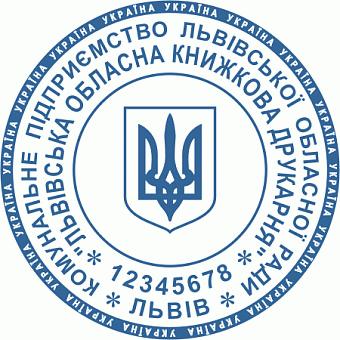 УКРАЇНА УКРАЇНА УКРАЇНА УКРАЇНА УКРАЇНА УКРАЇНА УКРАЇНА УКРАЇНА УКРАЇНА УКРАЇНА УКРАЇНА УКРАЇНА УКРАЇНА УКРАЇНА УКРАЇНА УКРАЇНА УКРАЇНА УКРАЇНА
КОМУНАЛЬНЕ ПІДПРИЄМСТВО ЛЬВІВСЬКОЇ ОБЛАСНОЇ РАДИ
"ЛЬВІВСЬКА ОБЛАСНА КНИЖКОВА ДРУКАРНЯ"
* 12345678 *
* ЛЬВІВ *